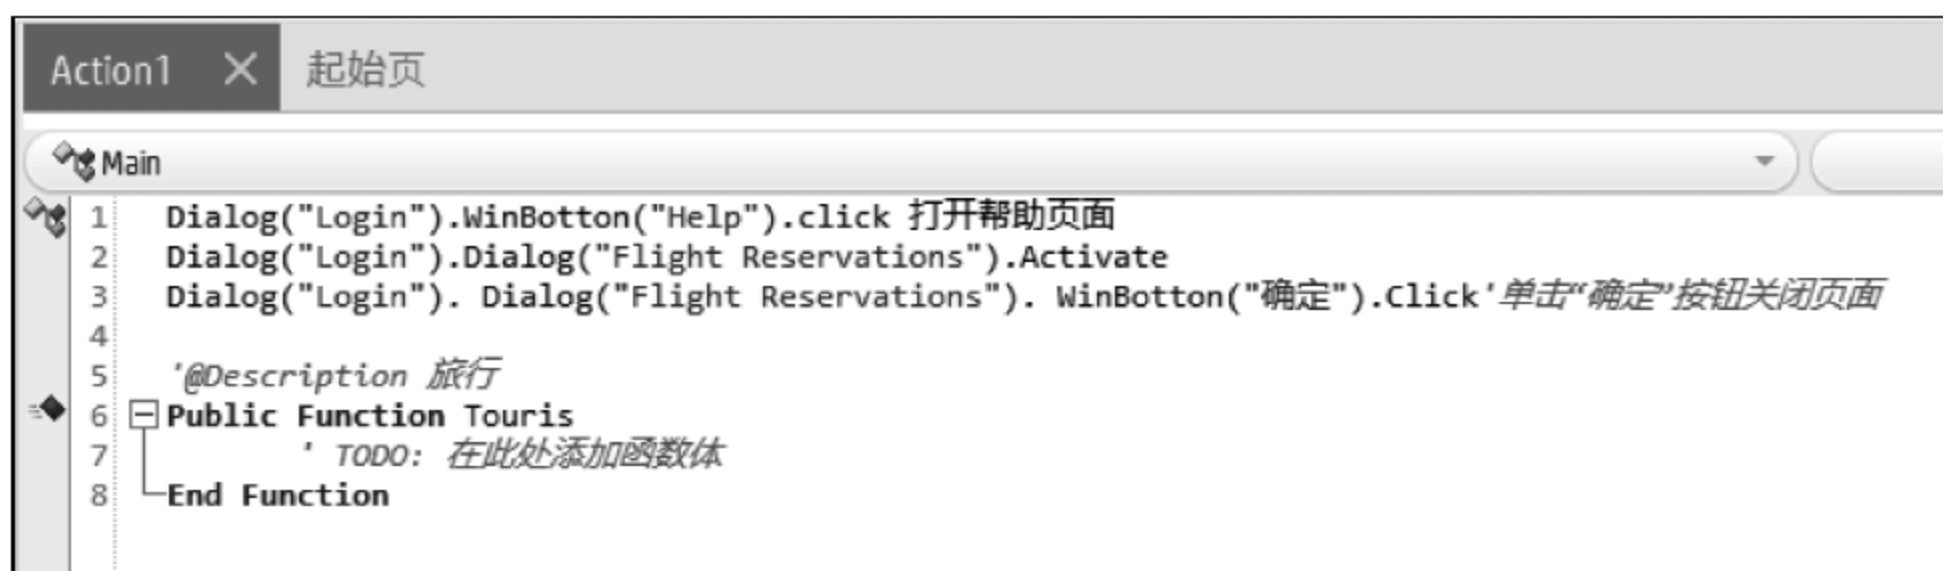 Action1 × 起始页
Main
1 Dialog("Login").WinBotton("Help").click 打开帮助页面
2 Dialog("Login").Dialog("Flight Reservations").Activate
3 Dialog("Login"). Dialog("Flight Reservations"). WinBotton("确定").Click'单击“确定”按钮关闭页面
4
5 '@Description 旅行
6 Public Function Touris
7 ' TODO: 在此处添加函数体
8 End Function